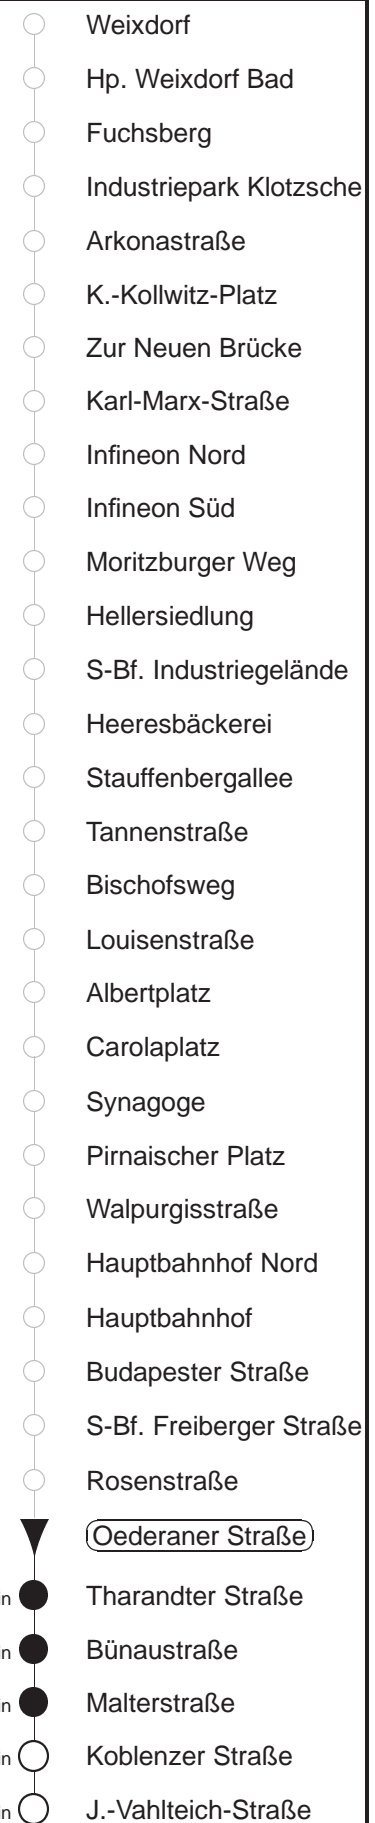 Weixdorf
Hp. Weixdorf Bad
Fuchsberg
Industriepark Klotzsche
Arkonastraße
K.-Kollwitz-Platz
Zur Neuen Brücke
Karl-Marx-Straße
Infineon Nord
Infineon Süd
Moritzburger Weg
Hellersiedlung
S-Bf. Industriegelände
Heeresbäckerei
Stauffenbergallee
Tannenstraße
Bischofsweg
Louisenstraße
Albertplatz
Carolaplatz
Synagoge
Pirnaischer Platz
Walpurgisstraße
Hauptbahnhof Nord
Hauptbahnhof
Budapester Straße
S-Bf. Freiberger Straße
Rosenstraße
Oederaner Straße
Tharandter Straße
Bünaustraße
Malterstraße
Koblenzer Straße
J.-Vahlteich-Straße